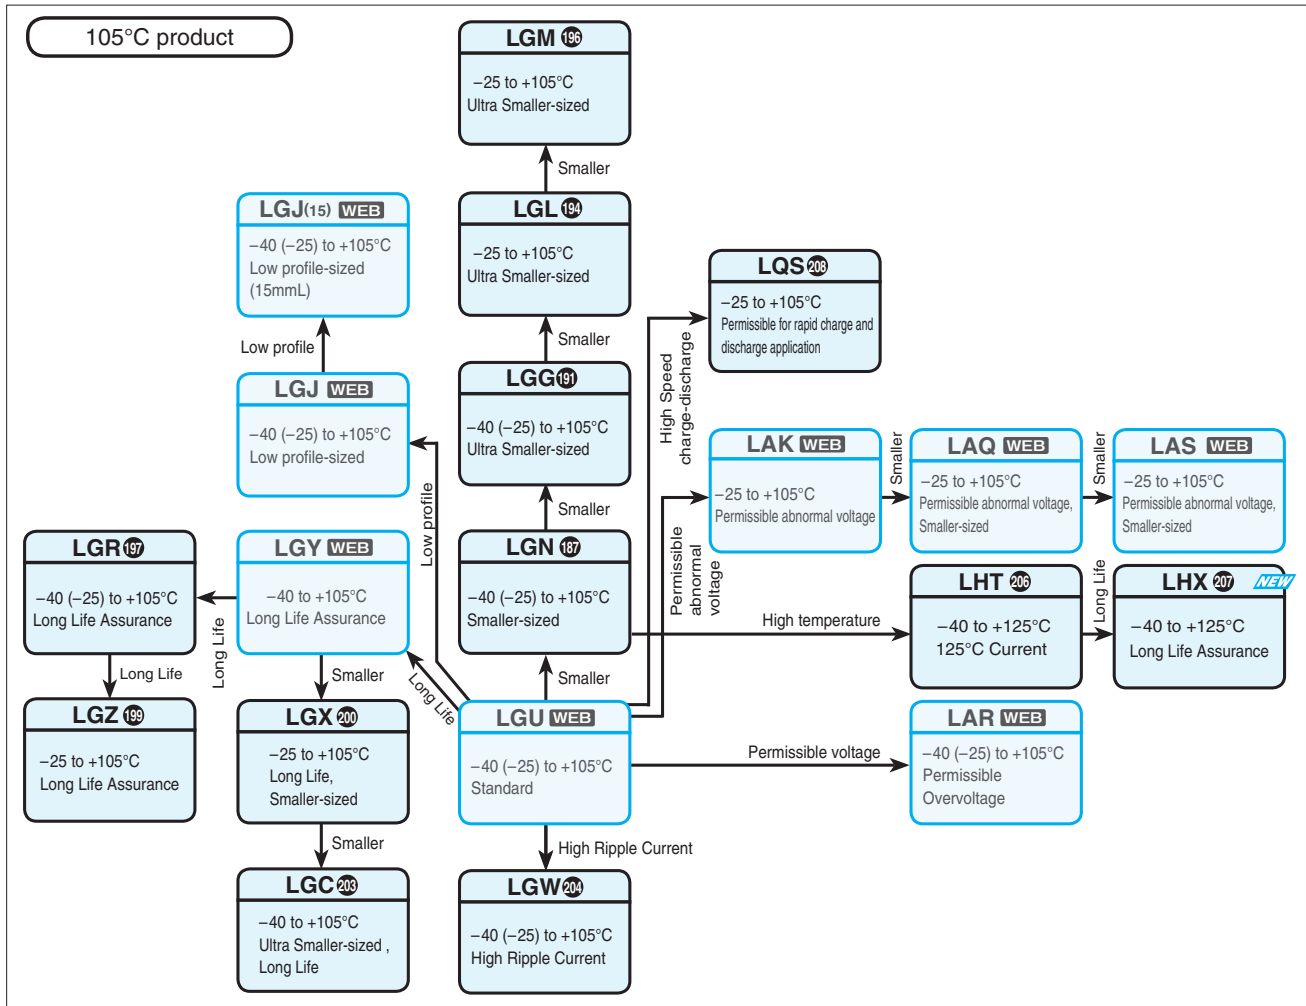 105°C product
LGM 196
−25 to +105°C
Ultra Smaller-sized
Smaller
LGL 194
−25 to +105°C
Ultra Smaller-sized
Smaller
LGG 191
−40 (−25) to +105°C
Ultra Smaller-sized
Smaller
LGN 187
−40 (−25) to +105°C
Smaller-sized
Smaller
LGJ(15) WEB
−40 (−25) to +105°C
Low profile-sized
(15mmL)
Low profile
LGJ WEB
−40 (−25) to +105°C
Low profile-sized
Low profile
LQS 208
−25 to +105°C
Permissible for rapid charge and
discharge application
High Speed
charge-discharge
LAK WEB
−25 to +105°C
Permissible abnormal voltage
Smaller
LAQ WEB
−25 to +105°C
Permissible abnormal voltage,
Smaller-sized
Smaller
LAS WEB
−25 to +105°C
Permissible abnormal voltage,
Smaller-sized
Permissible
abnormal
voltage
LGR 197
−40 (−25) to +105°C
Long Life Assurance
Long Life
LGY WEB
−40 to +105°C
Long Life Assurance
Long Life
High temperature
LHT 206
−40 to +125°C
125°C Current
Long Life
LHX 207 NEW
−40 to +125°C
Long Life Assurance
Long Life
LGZ 199
−25 to +105°C
Long Life Assurance
Smaller
LGX 200
−25 to +105°C
Long Life,
Smaller-sized
Smaller
LGU WEB
−40 (−25) to +105°C
Standard
Permissible voltage
LAR WEB
−40 (−25) to +105°C
Permissible
Overvoltage
High Ripple Current
LGC 203
−40 to +105°C
Ultra Smaller-sized ,
Long Life
LGW 204
−40 (−25) to +105°C
High Ripple Current